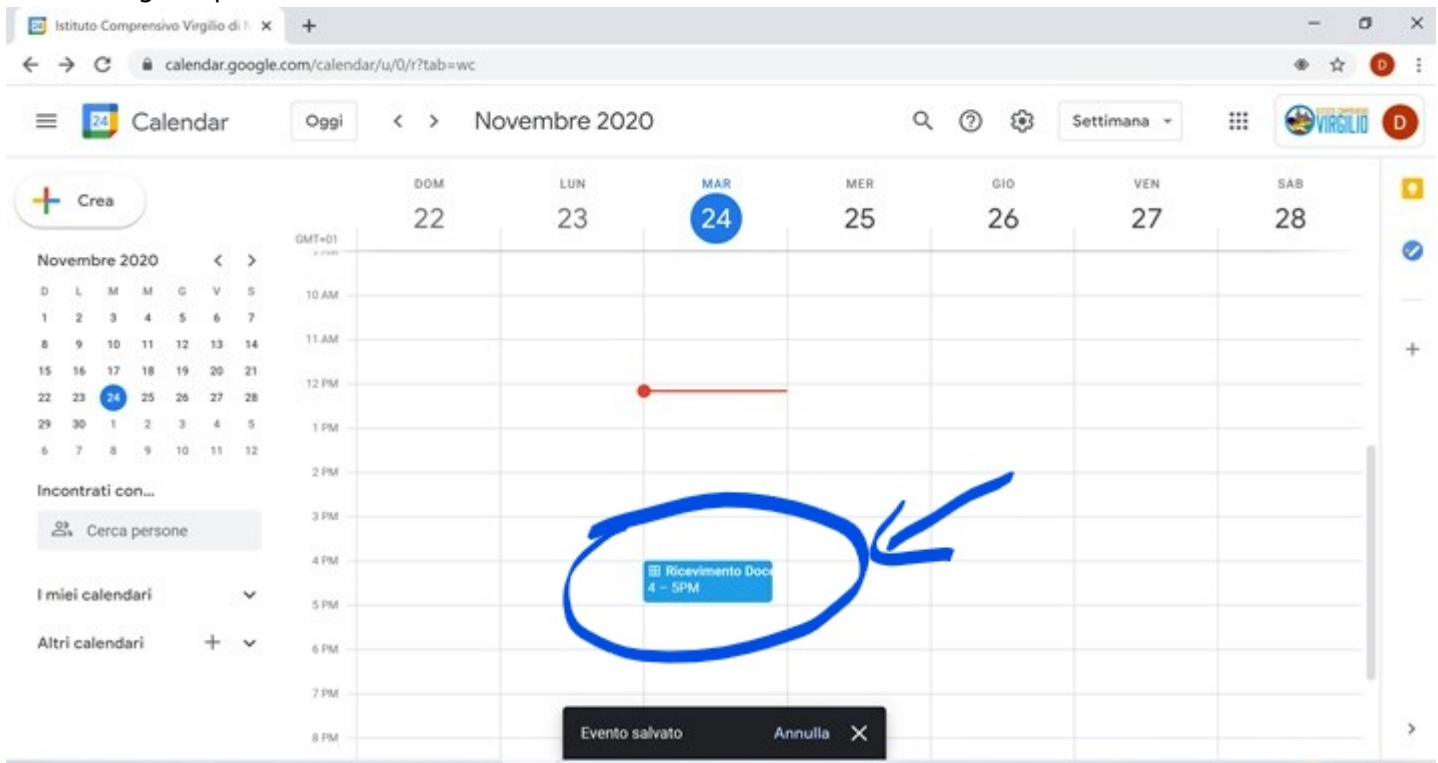 Istituto Comprensivo Virgilio di
calendar.google.com/calendar/u/0/r?tab=wc
D
24 Calendar
Oggi
Novembre 2020
Settimana
VIRGILIO
D
Crea
DOM LUN MAR MER GIO VEN SAB
22 23 24 25 26 27 28
GMT+01
Novembre 2020
D L M M G V S
1 2 3 4 5 6 7
8 9 10 11 12 13 14
15 16 17 18 19 20 21
22 23 24 25 26 27 28
29 30 1 2 3 4 5
6 7 8 9 10 11 12
10 AM
11 AM
12 PM
1 PM
2 PM
3 PM
4 PM
5 PM
6 PM
7 PM
8 PM
Incontrati con...
Cerca persone
I miei calendari
Altri calendari
Ricevimento Doce
4 – 5PM
Evento salvato Annulla